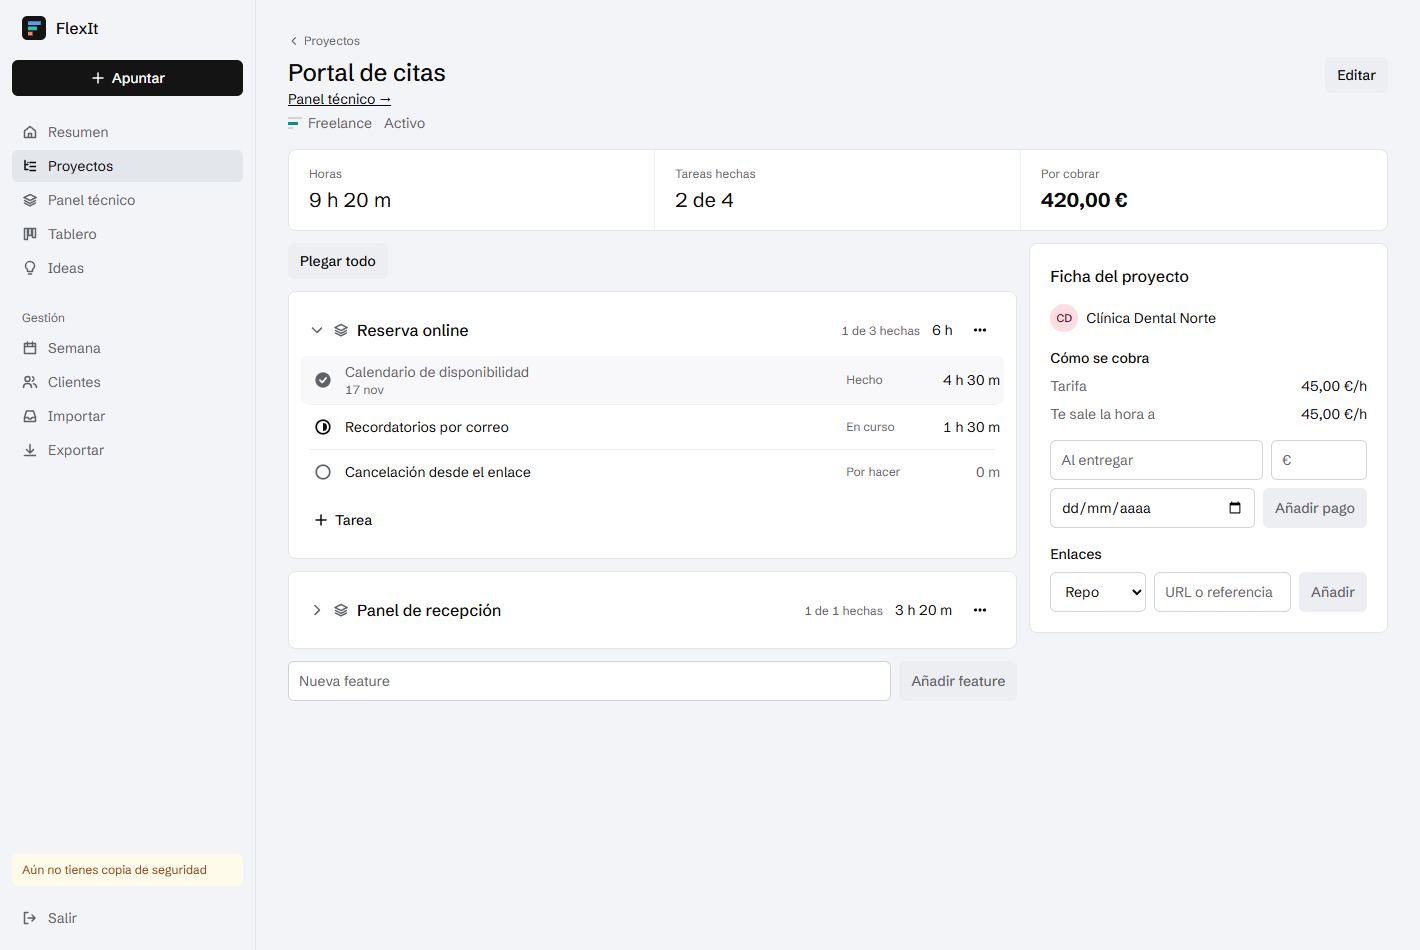 FlexIt
Apuntar
Resumen
Proyectos
Panel técnico
Tablero
Ideas
Gestión
Semana
Clientes
Importar
Exportar
Aún no tienes copia de seguridad
Salir
Proyectos
Portal de citas
Editar
Panel técnico →
Freelance Activo
Horas
9 h 20 m
Tareas hechas
2 de 4
Por cobrar
420,00 €
Plegar todo
Reserva online 1 de 3 hechas 6 h
Calendario de disponibilidad Hecho 4 h 30 m
17 nov
Recordatorios por correo En curso 1 h 30 m
Cancelación desde el enlace Por hacer 0 m
Tarea
Panel de recepción 1 de 1 hechas 3 h 20 m
Nueva feature Añadir feature
Ficha del proyecto
CD Clínica Dental Norte
Cómo se cobra
Tarifa 45,00 €/h
Te sale la hora a 45,00 €/h
Al entregar €
dd/mm/aaaa Añadir pago
Enlaces
Repo URL o referencia Añadir